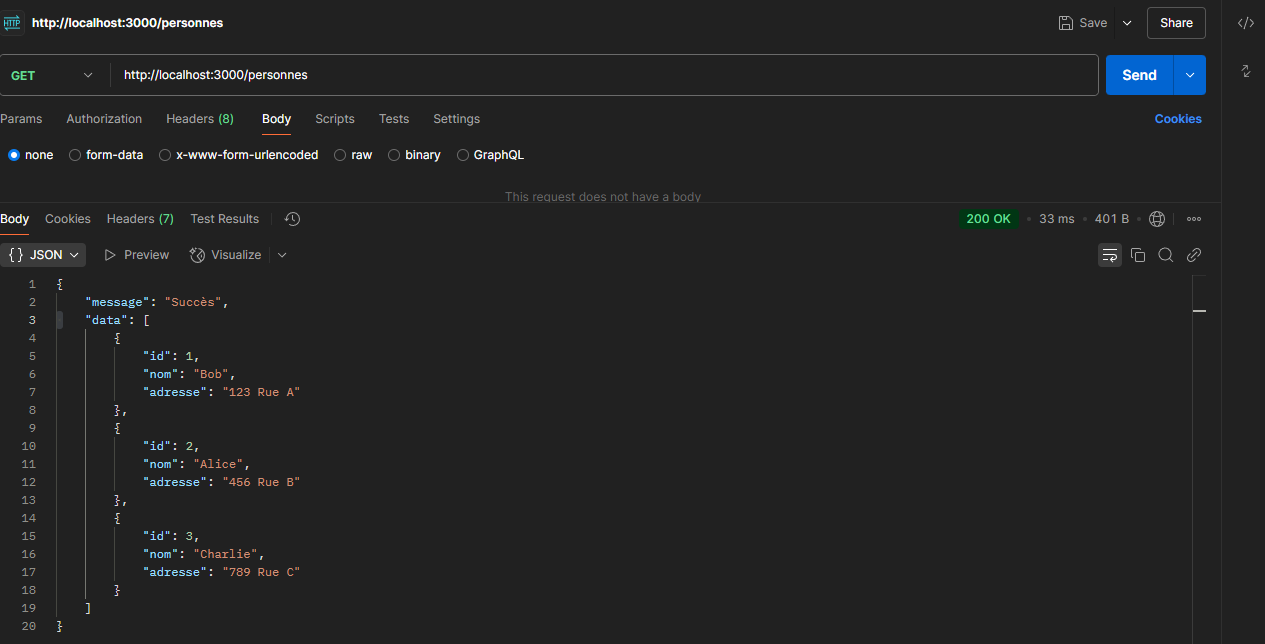 HTTP http://localhost:3000/personnes Save Share
GET http://localhost:3000/personnes Send
Params Authorization Headers (8) Body Scripts Tests Settings Cookies
none form-data x-www-form-urlencoded raw binary GraphQL
This request does not have a body
Body Cookies Headers (7) Test Results 200 OK • 33 ms • 401 B •
{} JSON Preview Visualize
1 {
2 "message": "Succès",
3 "data": [
4 {
5 "id": 1,
6 "nom": "Bob",
7 "adresse": "123 Rue A"
8 },
9 {
10 "id": 2,
11 "nom": "Alice",
12 "adresse": "456 Rue B"
13 },
14 {
15 "id": 3,
16 "nom": "Charlie",
17 "adresse": "789 Rue C"
18 }
19 ]
20 }